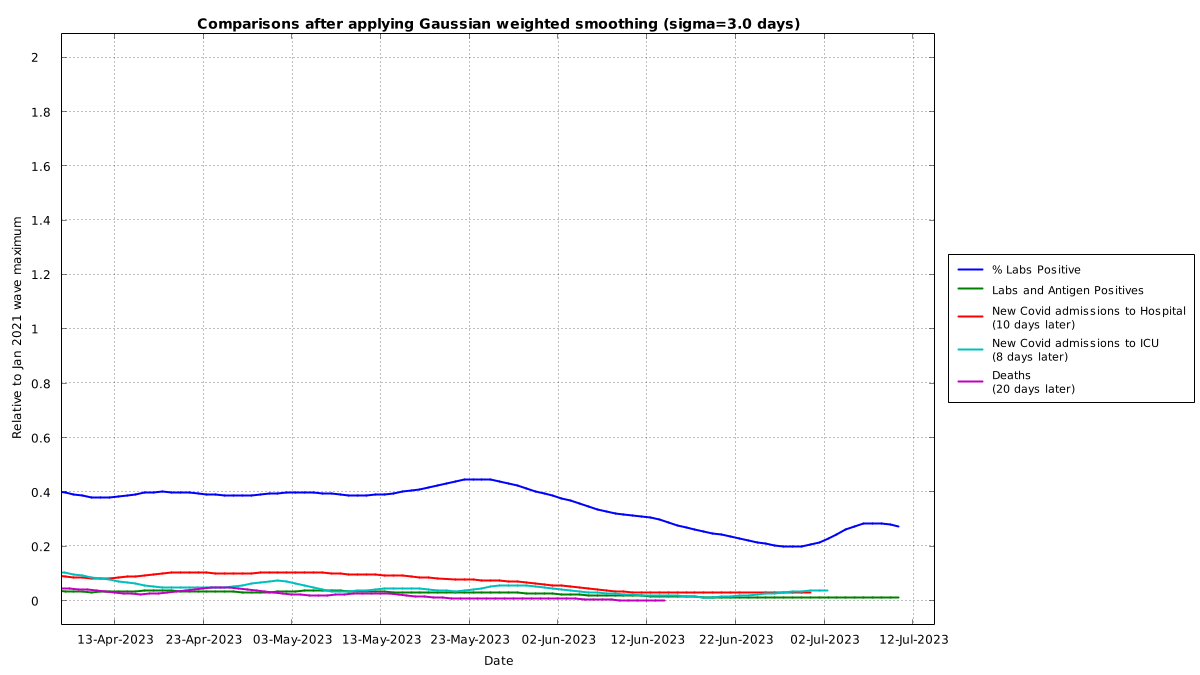 Comparisons after applying Gaussian weighted smoothing (sigma=3.0 days)
Relative to Jan 2021 wave maximum
2
1.8
1.6
1.4
1.2
1
0.8
0.6
0.4
0.2
0
13-Apr-2023 23-Apr-2023 03-May-2023 13-May-2023 23-May-2023 02-Jun-2023 12-Jun-2023 22-Jun-2023 02-Jul-2023 12-Jul-2023
Date
% Labs Positive
Labs and Antigen Positives
New Covid admissions to Hospital
(10 days later)
New Covid admissions to ICU
(8 days later)
Deaths
(20 days later)